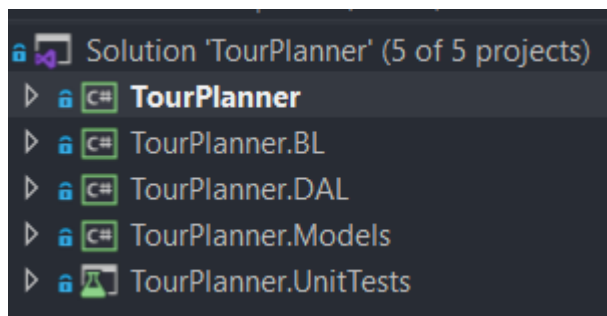 Solution 'TourPlanner' (5 of 5 projects)
C# TourPlanner
C# TourPlanner.BL
C# TourPlanner.DAL
C# TourPlanner.Models
TourPlanner.UnitTests